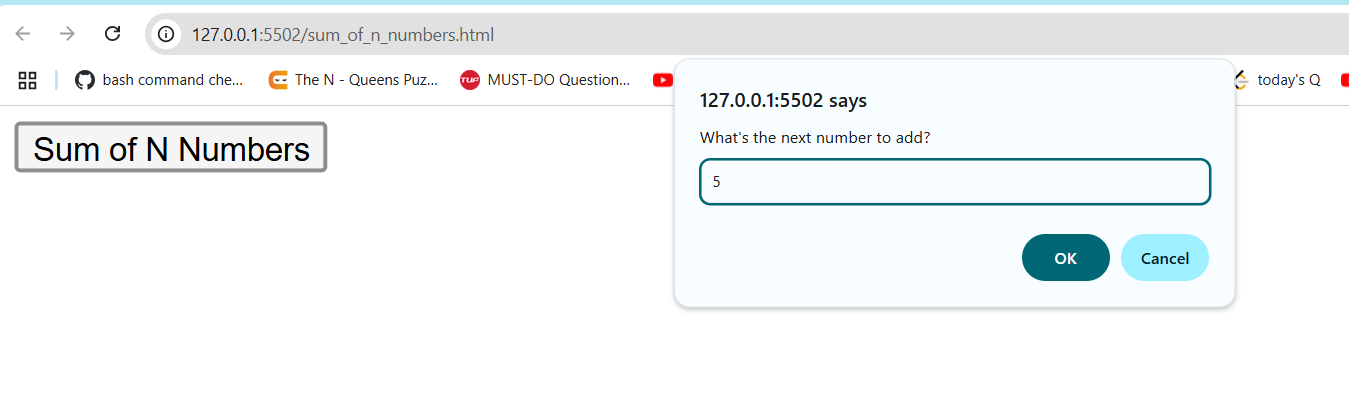 127.0.0.1:5502/sum_of_n_numbers.html
bash command che... The N - Queens Puz... TUF MUST-DO Question... today's Q
127.0.0.1:5502 says
What's the next number to add?
Sum of N Numbers
5
OK Cancel